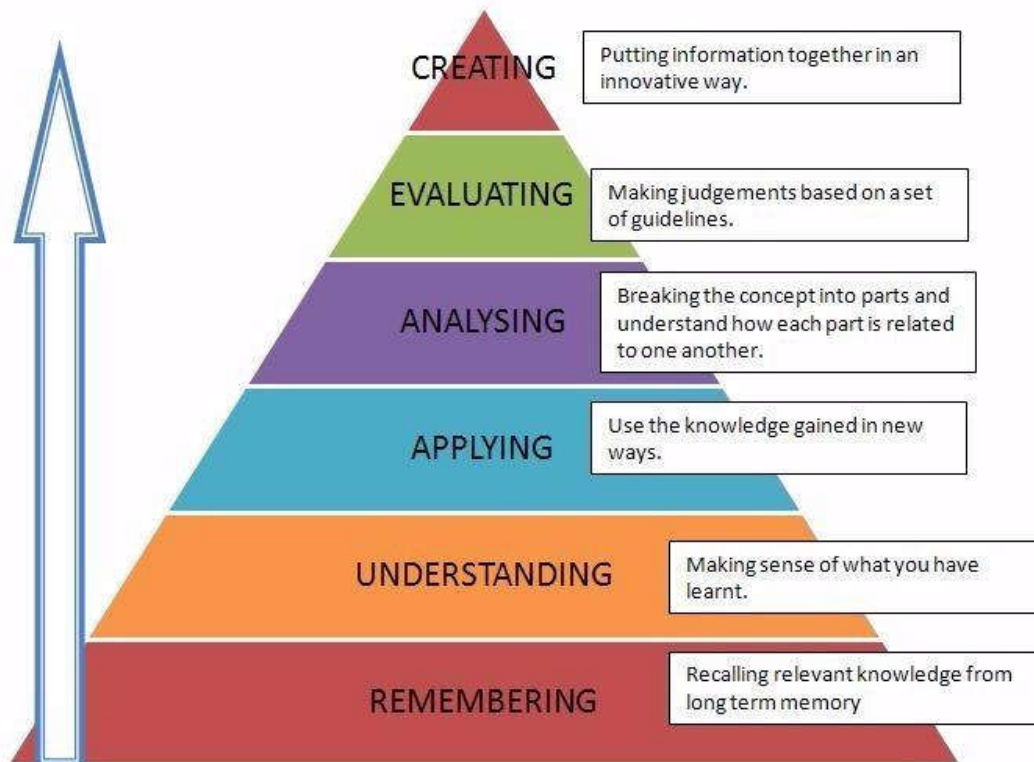 CREATING
Putting information together in an
innovative way.
EVALUATING
Making judgements based on a set
of guidelines.
ANALYSING
Breaking the concept into parts and
understand how each part is related
to one another.
APPLYING
Use the knowledge gained in new
ways.
UNDERSTANDING
Making sense of what you have
learnt.
REMEMBERING
Recalling relevant knowledge from
long term memory